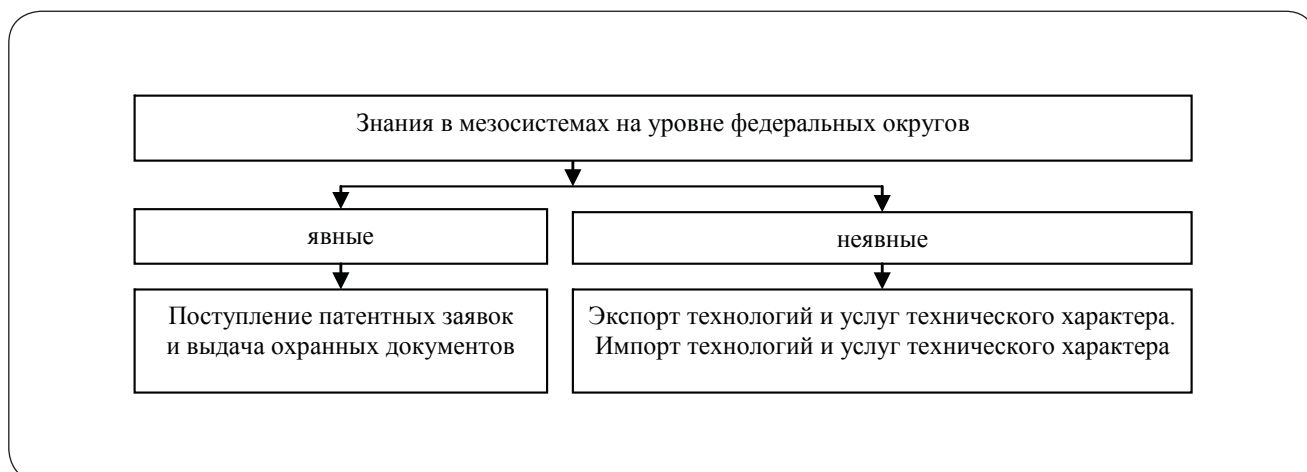 Знания в мезосистемах на уровне федеральных округов
явные
неявные
Поступление патентных заявок
и выдача охранных документов
Экспорт технологий и услуг технического характера.
Импорт технологий и услуг технического характера